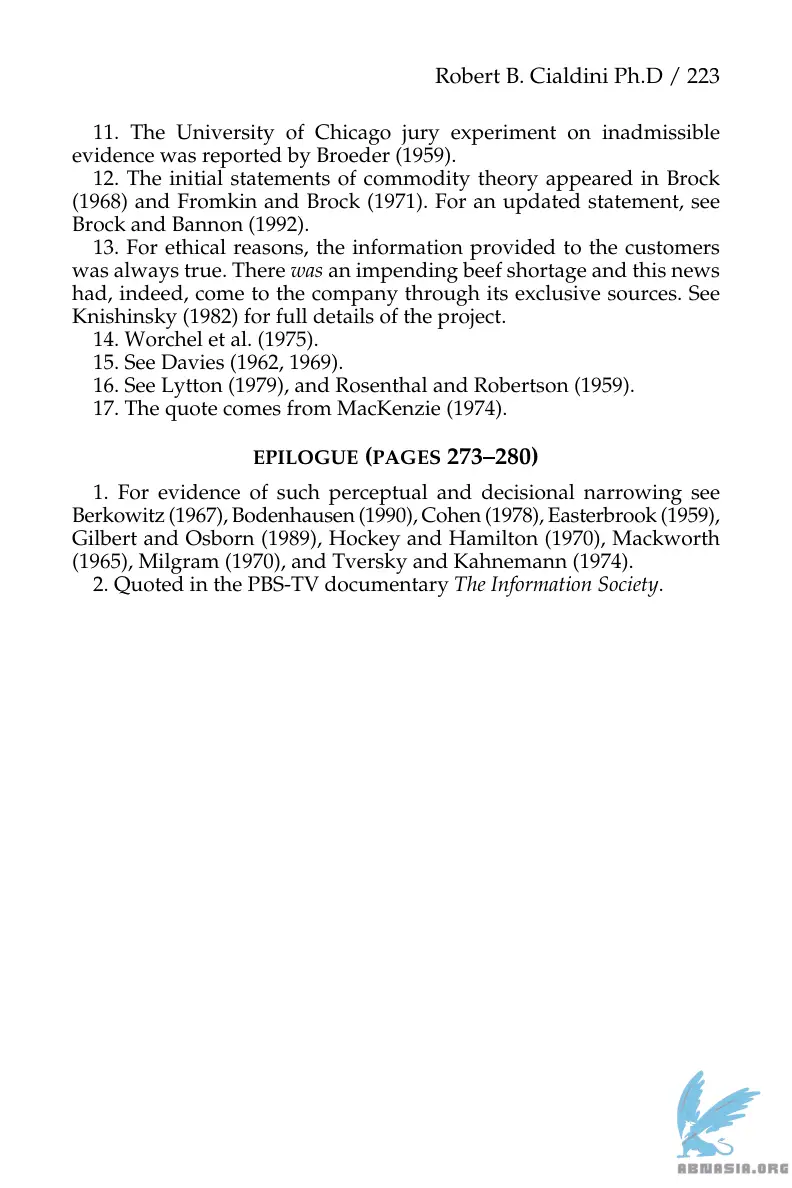 Robert B. Cialdini Ph.D / 223
11. The University of Chicago jury experiment on inadmissible
evidence was reported by Broeder (1959).
12. The initial statements of commodity theory appeared in Brock
(1968) and Fromkin and Brock (1971). For an updated statement, see
Brock and Bannon (1992).
13. For ethical reasons, the information provided to the customers
was always true. There was an impending beef shortage and this news
had, indeed, come to the company through its exclusive sources. See
Knishinsky (1982) for full details of the project.
14. Worchel et al. (1975).
15. See Davies (1962, 1969).
16. See Lytton (1979), and Rosenthal and Robertson (1959).
17. The quote comes from MacKenzie (1974).
EPILOGUE (PAGES 273–280)
1. For evidence of such perceptual and decisional narrowing see
Berkowitz (1967), Bodenhausen (1990), Cohen (1978), Easterbrook (1959),
Gilbert and Osborn (1989), Hockey and Hamilton (1970), Mackworth
(1965), Milgram (1970), and Tversky and Kahnemann (1974).
2. Quoted in the PBS-TV documentary The Information Society.
ABNASIA.ORG